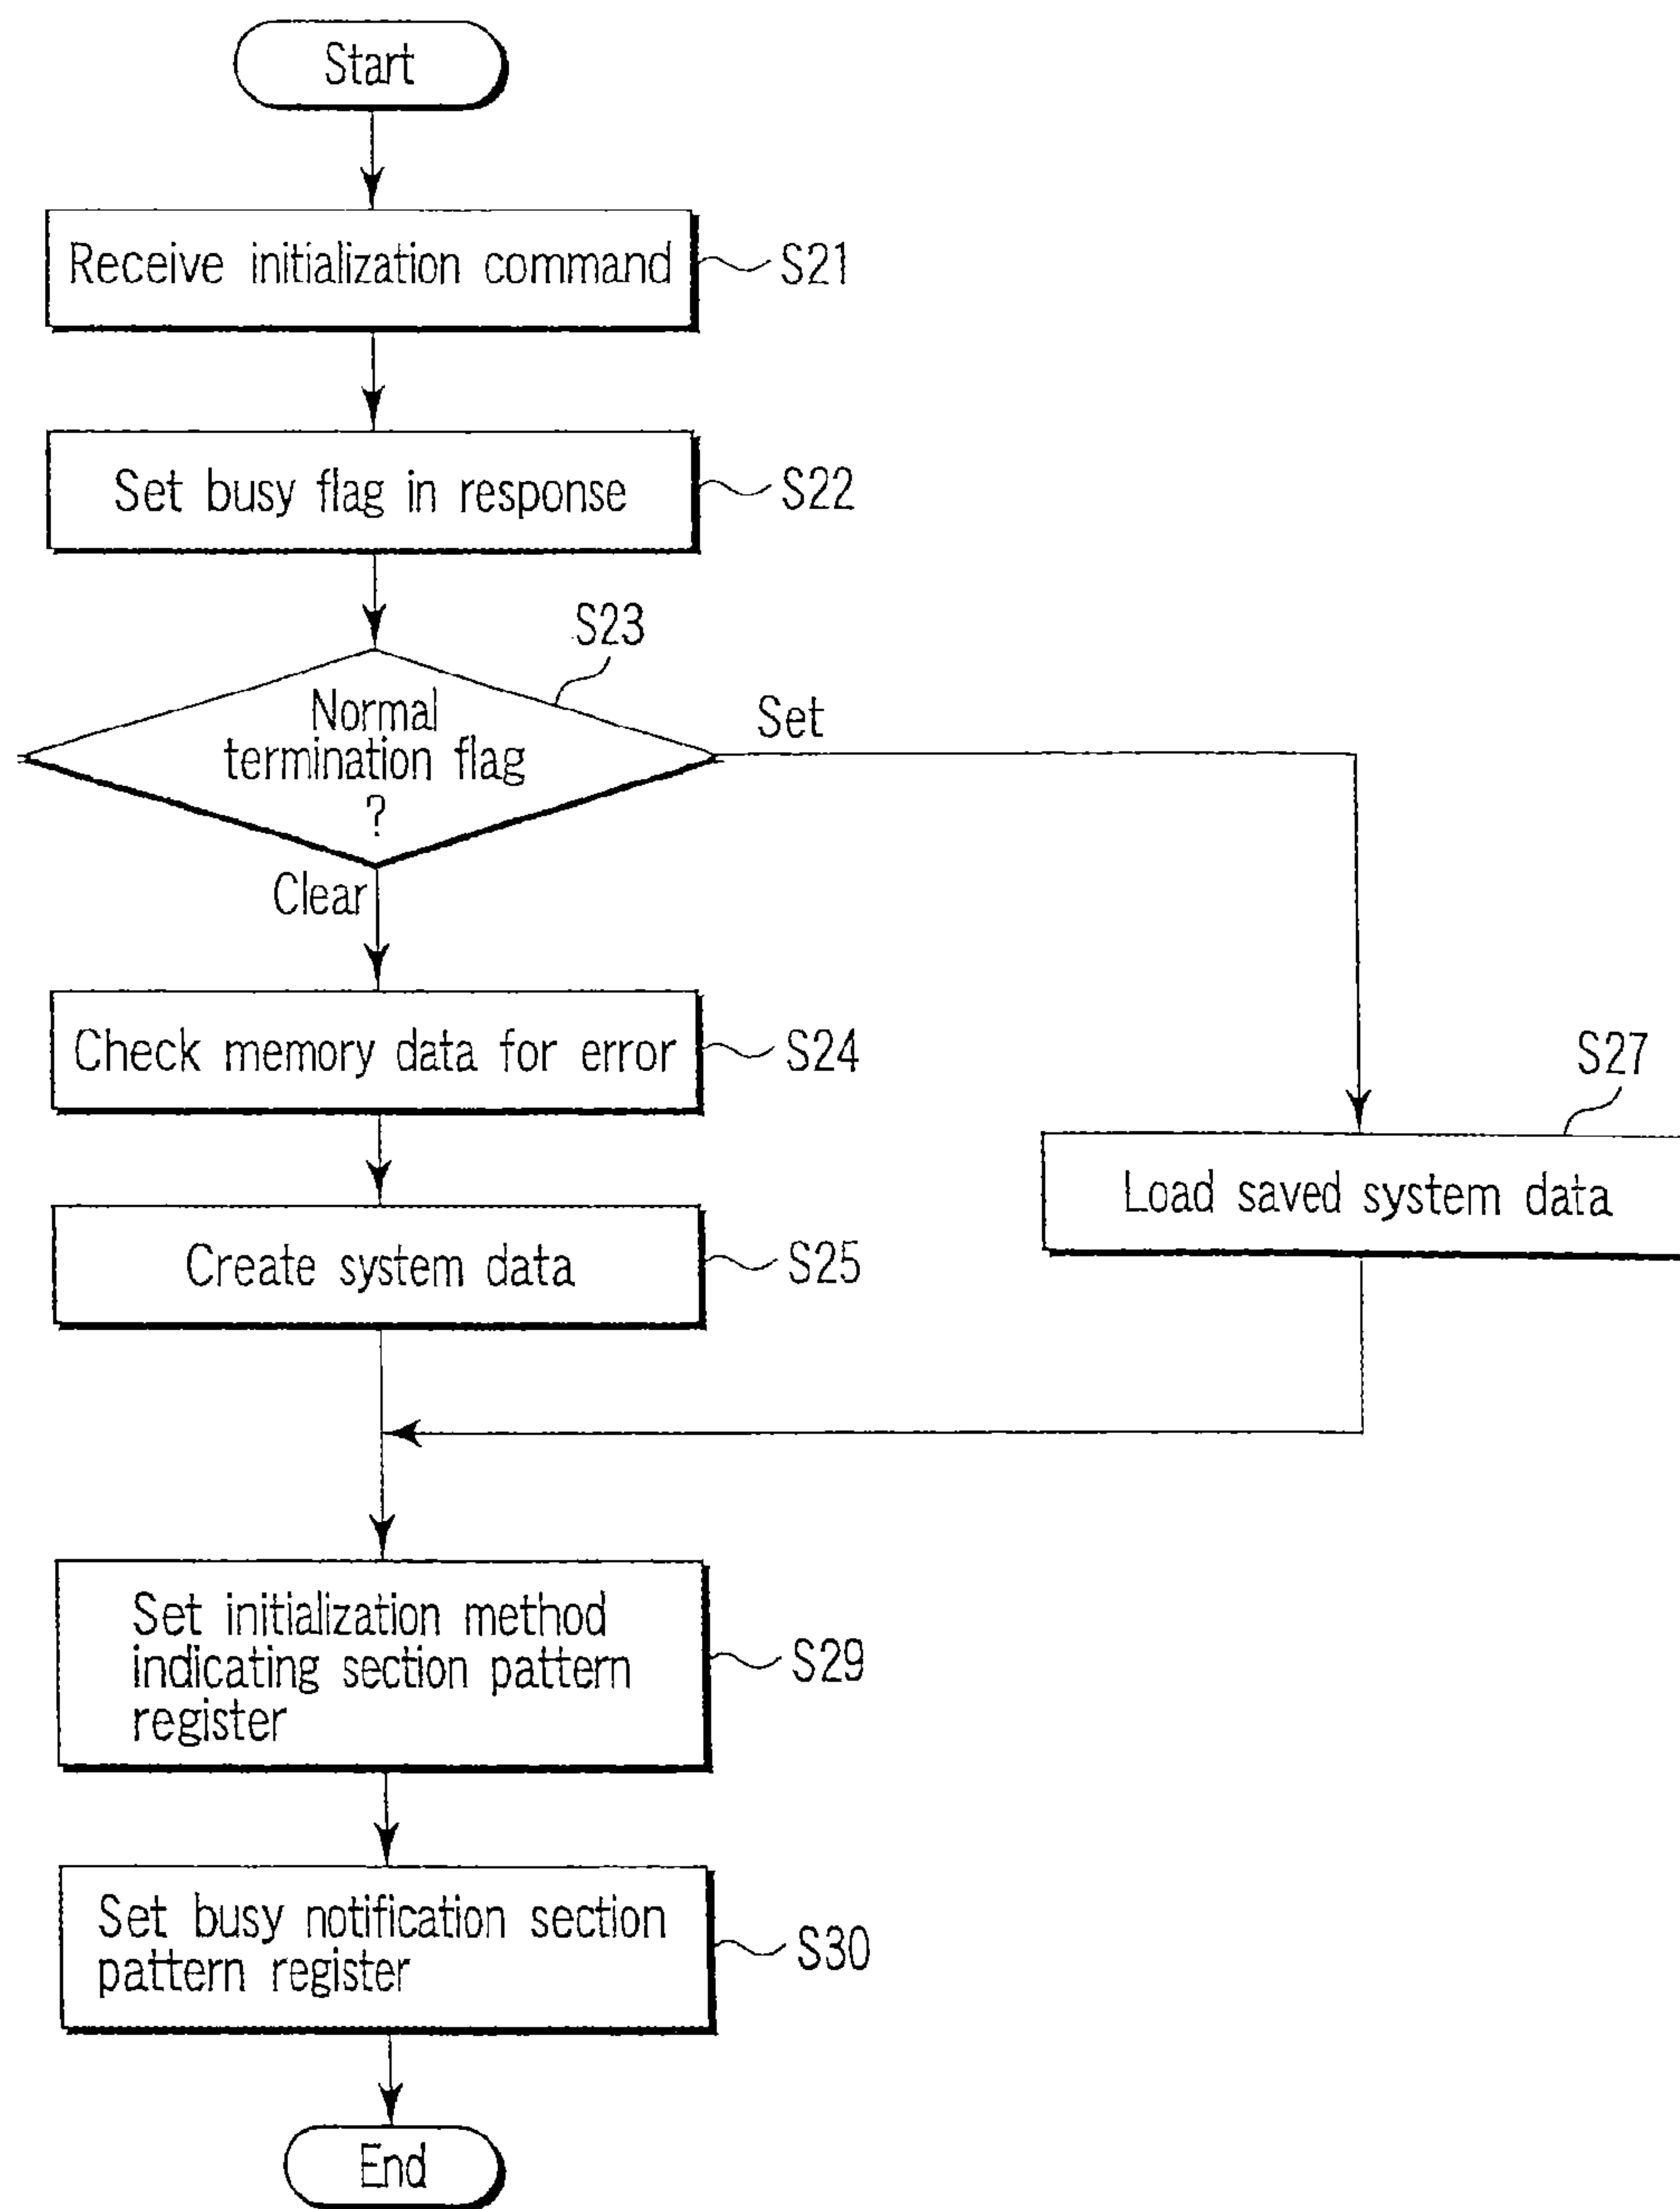 Start
Receive initialization command
S21
Set busy flag in response
S22
S23
Normal
termination flag
?
Set
Clear
Check memory data for error
S24
S27
Load saved system data
Create system data
S25
Set initialization method
indicating section pattern
register
S29
Set busy notification section
pattern register
S30
End